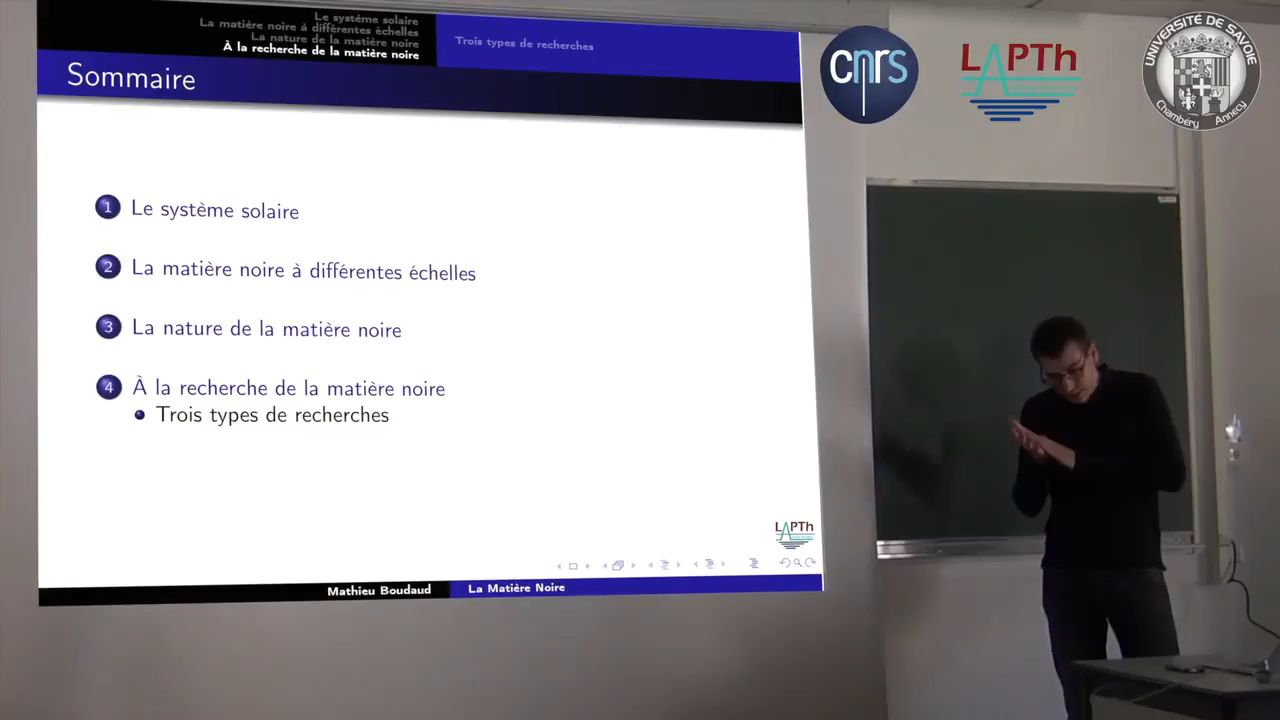 Le système solaire
La matière noire à différentes échelles
La nature de la matière noire
À la recherche de la matière noire
Trois types de recherches
Sommaire
1 Le système solaire
2 La matière noire à différentes échelles
3 La nature de la matière noire
4 À la recherche de la matière noire
Trois types de recherches
LAPTh
Mathieu Boudaud
La Matière Noire
cnrs
LAPTh
UNIVERSITÉ DE SAVOIE
Chambéry Annecy